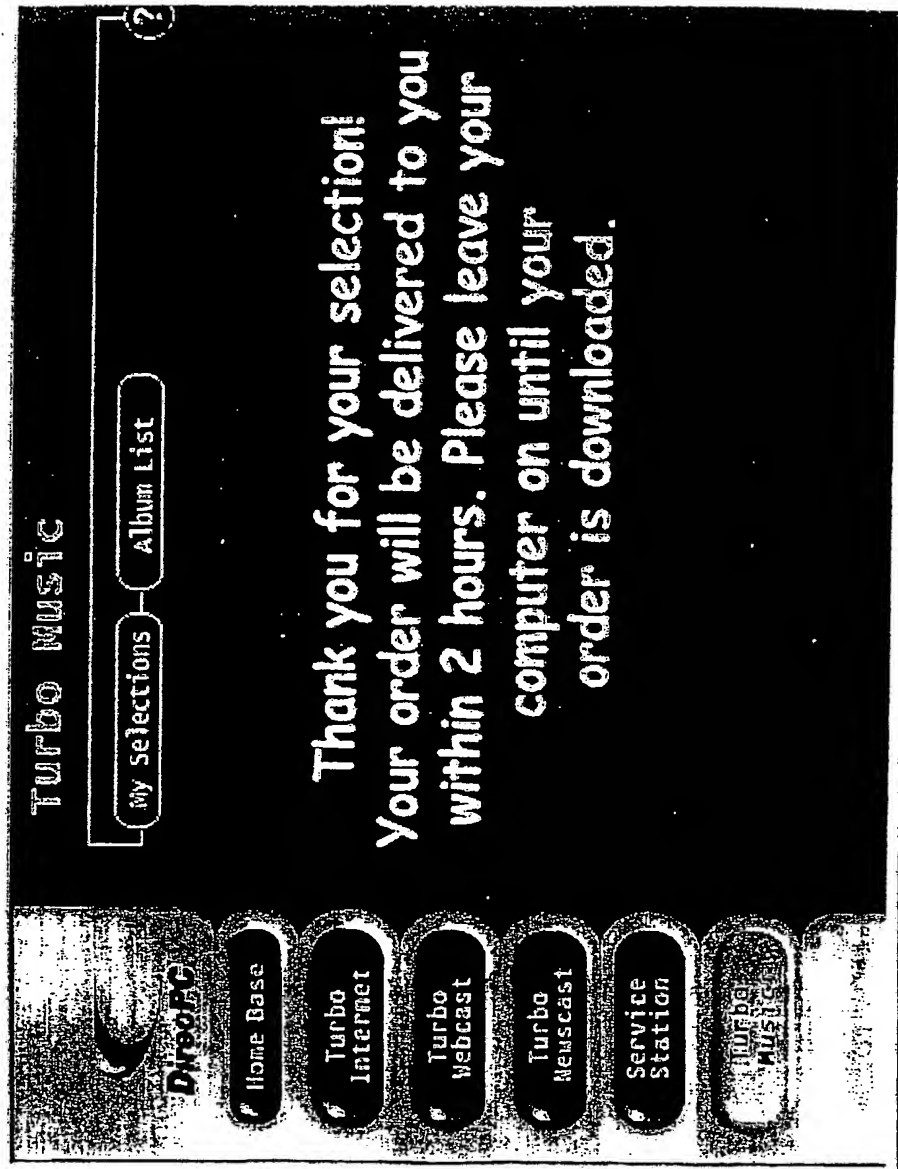 Turbo Music
My Selections
Album List
?
DirecPC
Home Base
Turbo
Internet
Turbo
Webcast
Turbo
Newscast
Service
Station
Turbo
Music
Thank you for your selection!
Your order will be delivered to you
within 2 hours. Please leave your
computer on until your
order is downloaded.